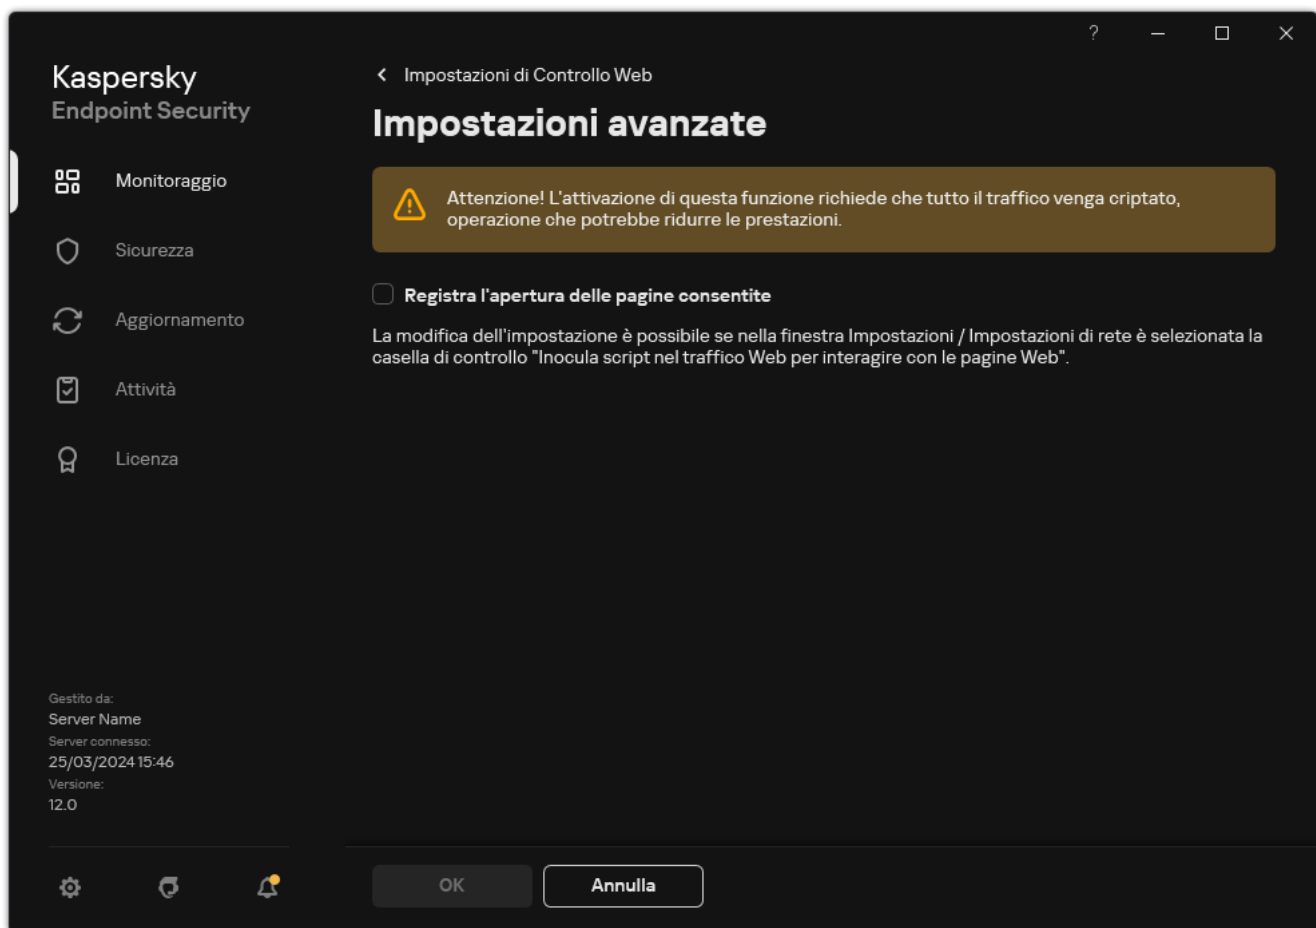 ?
Kaspersky
Endpoint Security
Monitoraggio
Sicurezza
Aggiornamento
Attività
Licenza
Gestito da:
Server Name
Server connesso:
25/03/2024 15:46
Versione:
12.0
Impostazioni di Controllo Web
Impostazioni avanzate
Attenzione! L'attivazione di questa funzione richiede che tutto il traffico venga criptato,
operazione che potrebbe ridurre le prestazioni.
Registra l'apertura delle pagine consentite
La modifica dell'impostazione è possibile se nella finestra Impostazioni / Impostazioni di rete è selezionata la
casella di controllo "Inocula script nel traffico Web per interagire con le pagine Web".
OK
Annulla